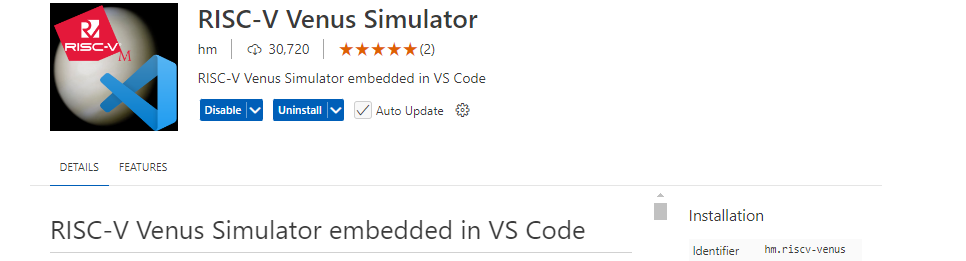 RISC-V Venus Simulator
RISC-V
M
hm 30,720 (2)
RISC-V Venus Simulator embedded in VS Code
Disable Uninstall Auto Update
DETAILS FEATURES
RISC-V Venus Simulator embedded in VS Code
Installation
Identifier hm.riscv-venus